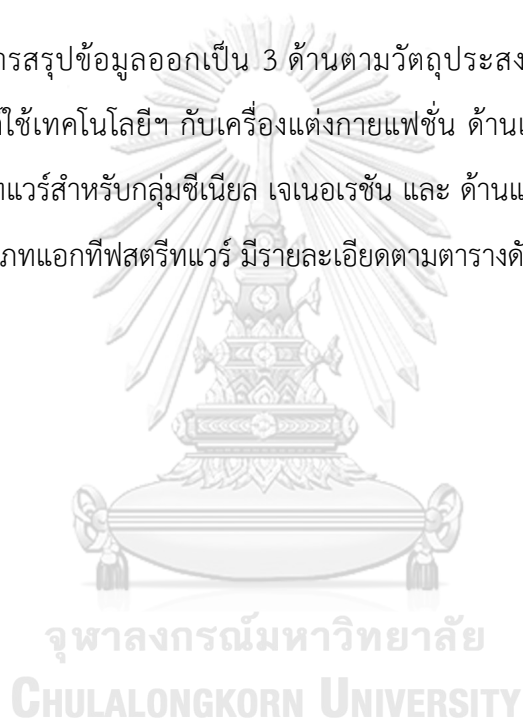 ารสรุปข้อมูลออกเป็น 3 ด้านตามวัตถุประสง
ใช้เทคโนโลยีฯ กับเครื่องแต่งกายแฟชั่น ด้าน
ทแวร์สำหรับกลุ่มซีเนียล เจเนอเรชัน และ ด้านแ
ภทแอกทีฟสตรีทแวร์ มีรายละเอียดตามตารางดั
จุฬาลงกรณ์มหาวิทยาลัย
CHULALONGKORN UNIVERSITY